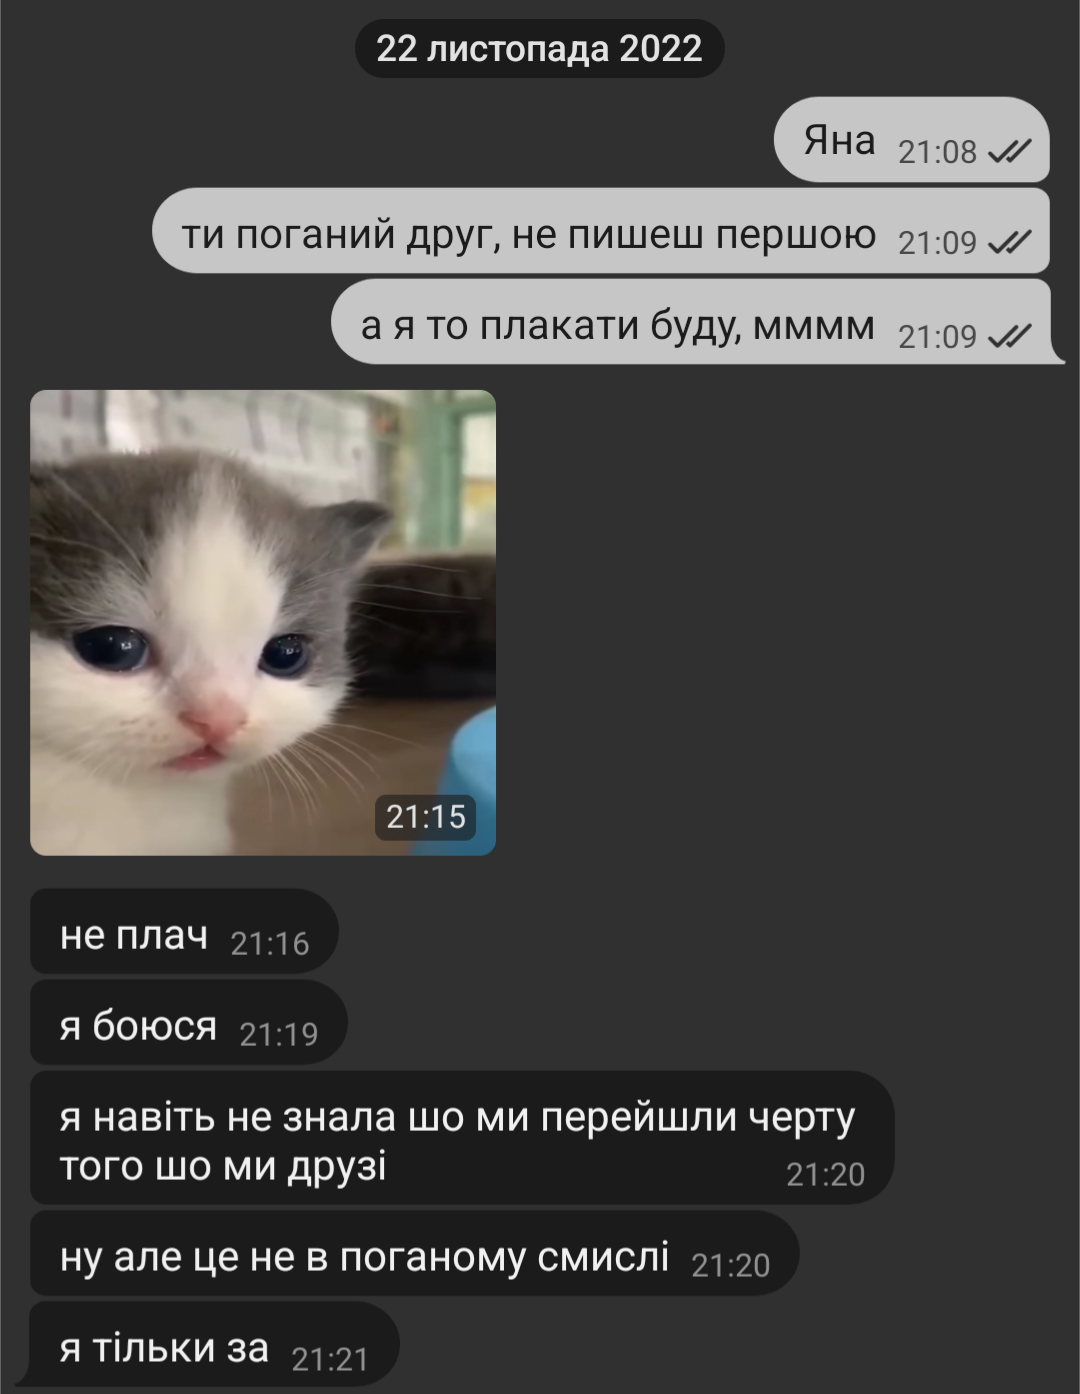 22 листопада 2022
Яна 21:08
ти поганий друг, не пишеш першою 21:09
а я то плакати буду, мммм 21:09
21:15
не плач 21:16
я боюся 21:19
я навіть не знала шо ми перейшли черту
того шо ми друзі 21:20
ну але це не в поганому смислі 21:20
я тільки за 21:21